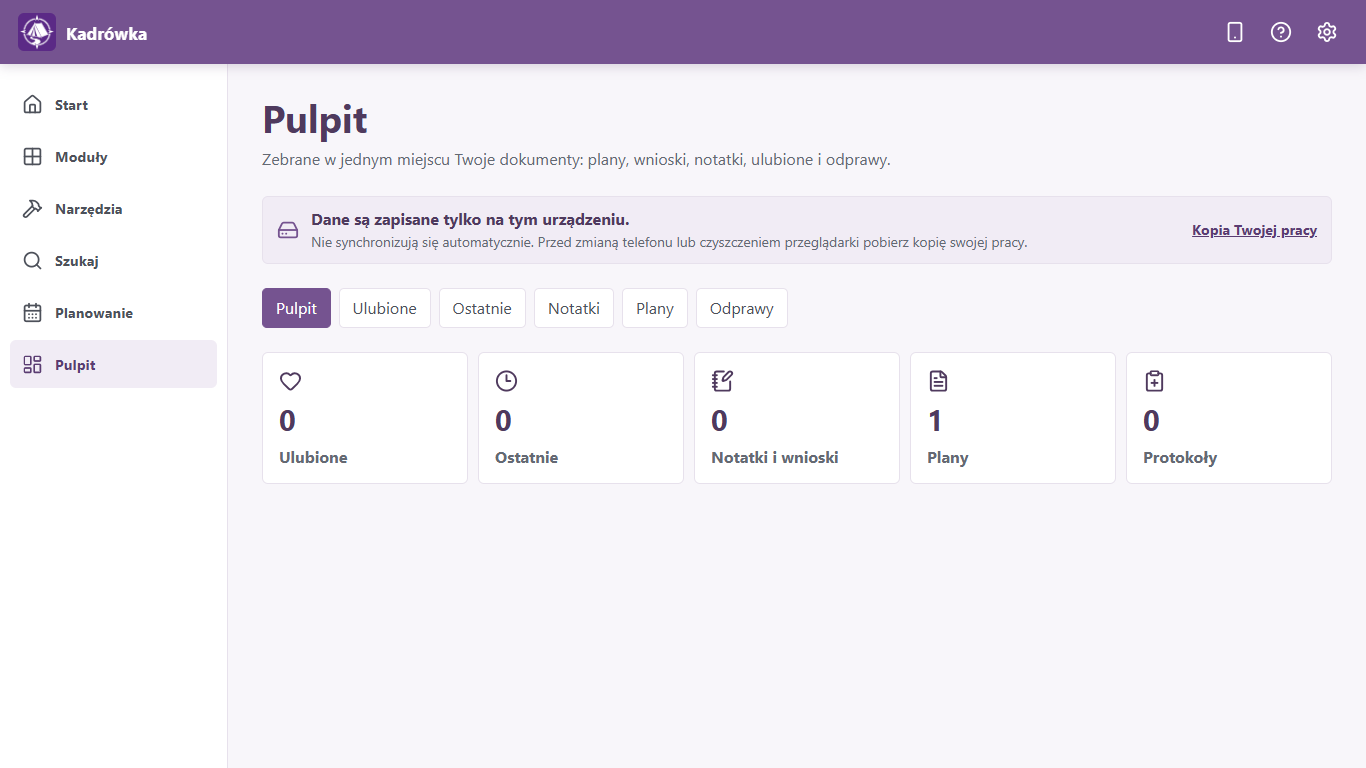 Kadrówka
Start
Moduły
Narzędzia
Szukaj
Planowanie
Pulpit
Pulpit
Zebrane w jednym miejscu Twoje dokumenty: plany, wnioski, notatki, ulubione i odprawy.
Dane są zapisane tylko na tym urządzeniu.
Nie synchronizują się automatycznie. Przed zmianą telefonu lub czyszczeniem przeglądarki pobierz kopię swojej pracy.
Kopia Twojej pracy
Pulpit
Ulubione
Ostatnie
Notatki
Plany
Odprawy
0
Ulubione
0
Ostatnie
0
Notatki i wnioski
1
Plany
0
Protokoły